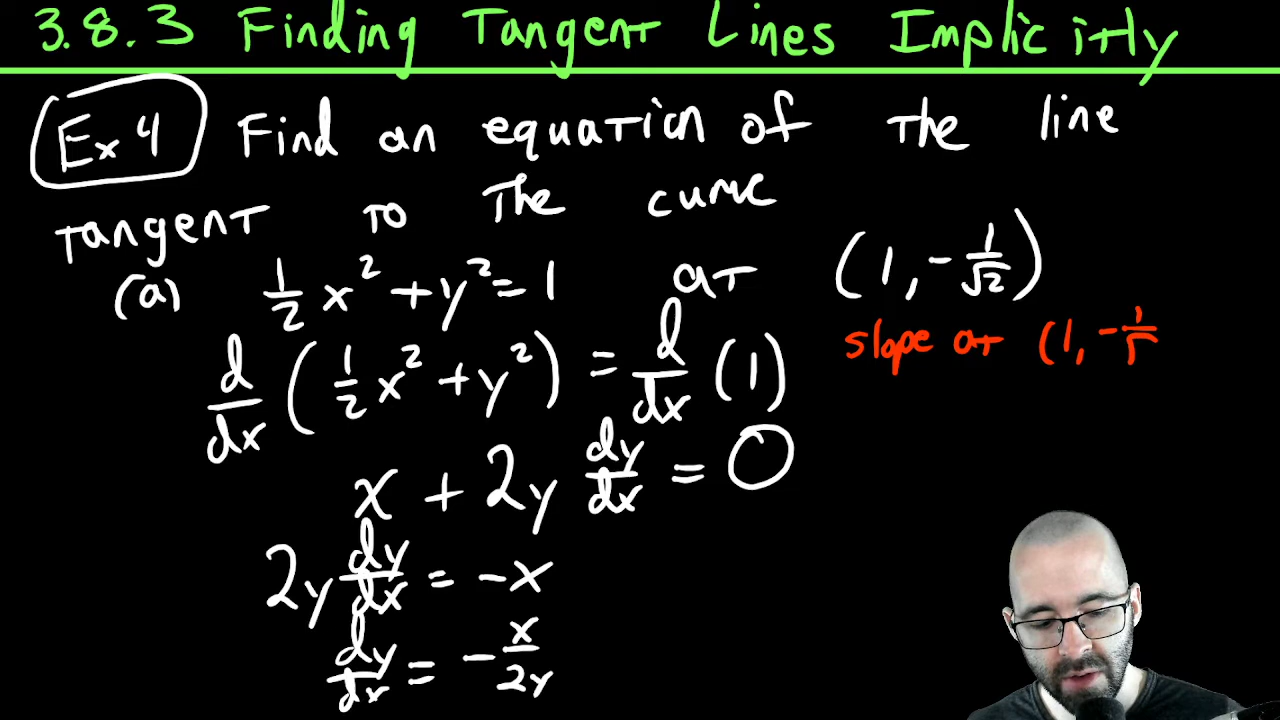 3.8.3 Finding Tangent Lines Implicitly
Ex 4 Find an equation of the line
tangent to the curve
(a) 1/2 x² + y² = 1 at (1, -1/√2)
d/dx (1/2 x² + y²) = d/dx (1)
slope at (1, -1/√
x + 2y dy/dx = 0
2y dy/dx = -x
dy/dx = -x/2y